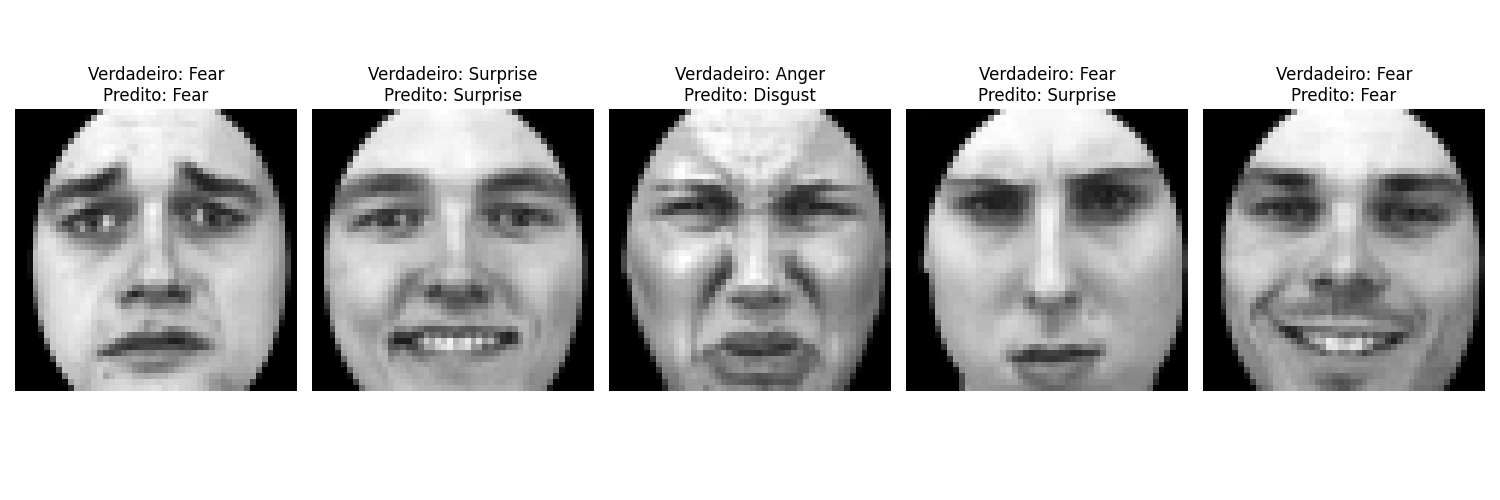 Verdadeiro: Fear
Predito: Fear
Verdadeiro: Surprise
Predito: Surprise
Verdadeiro: Anger
Predito: Disgust
Verdadeiro: Fear
Predito: Surprise
Verdadeiro: Fear
Predito: Fear